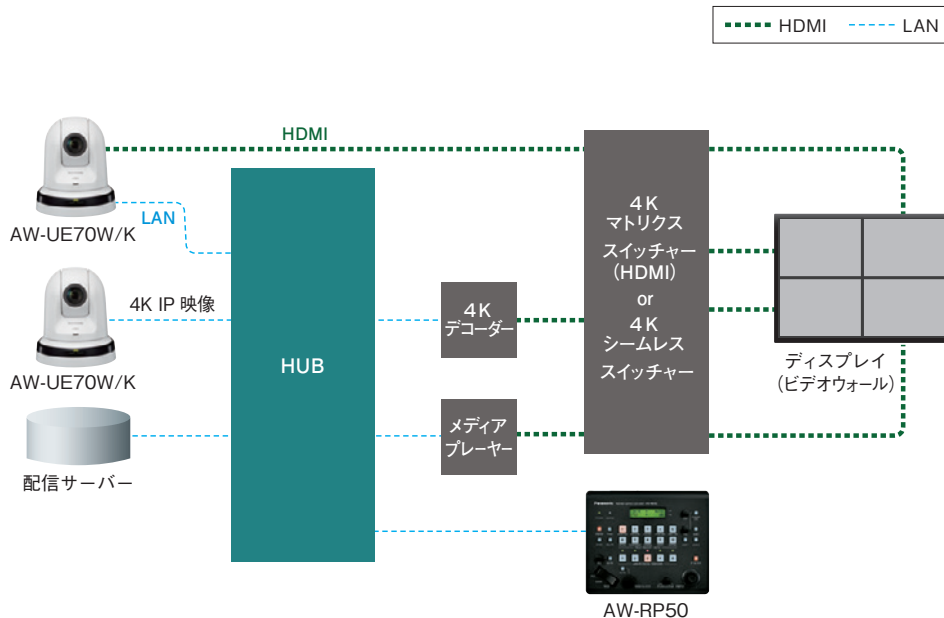 HDMI LAN
HDMI
LAN
AW-UE70W/K
4K IP 映像
AW-UE70W/K
配信サーバー
HUB
4K
デコーダー
メディア
プレーヤー
4K
マトリクス
スイッチャー
(HDMI)
or
4K
シームレス
スイッチャー
ディスプレイ
(ビデオウォール)
Panasonic
AW-RP50